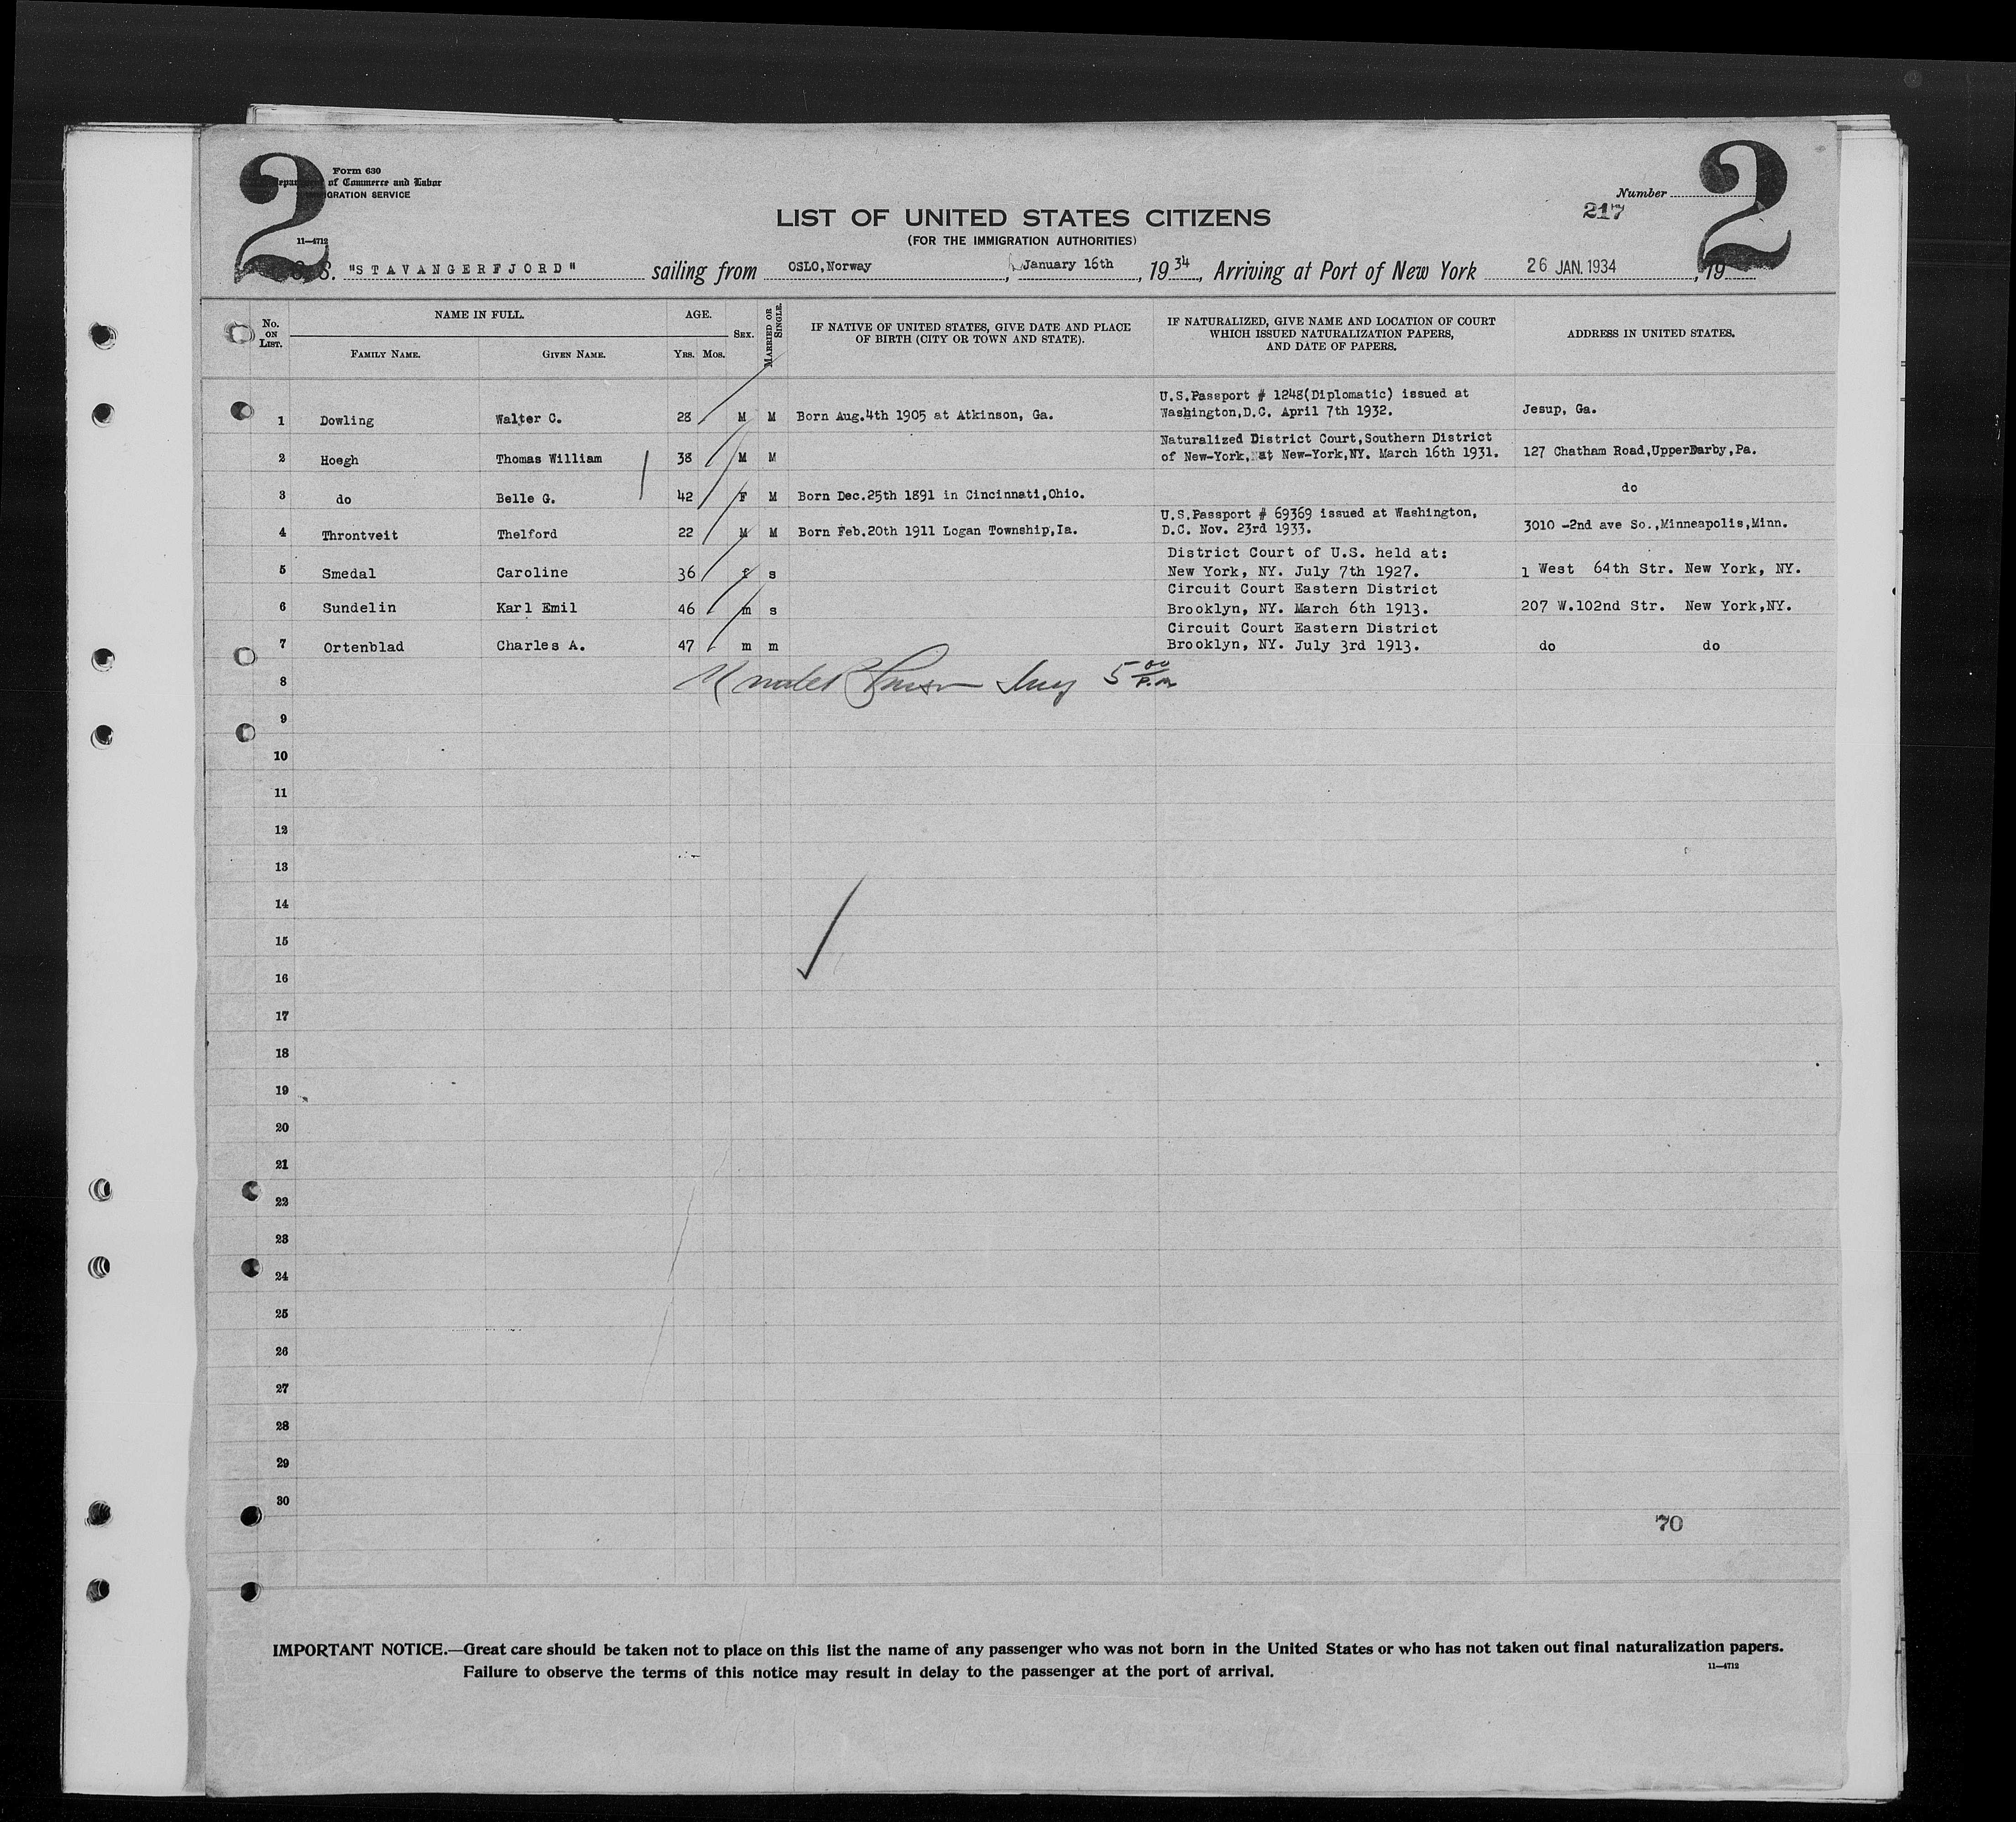 2
2
Form 630
of Commerce and Labor
IGRATION SERVICE
11—4712
Number
217
LIST OF UNITED STATES CITIZENS
(FOR THE IMMIGRATION AUTHORITIES)
S. S. "STAVANGERFJORD" sailing from OSLO,Norway , January 16th , 19 34, Arriving at Port of New York 26 JAN. 1934 , 19
No. ON LIST.
NAME IN FULL.
FAMILY NAME.
GIVEN NAME.
AGE.
YRS. MOS.
SEX.
MARRIED OR SINGLE.
IF NATIVE OF UNITED STATES, GIVE DATE AND PLACE
OF BIRTH (CITY OR TOWN AND STATE).
IF NATURALIZED, GIVE NAME AND LOCATION OF COURT
WHICH ISSUED NATURALIZATION PAPERS,
AND DATE OF PAPERS.
ADDRESS IN UNITED STATES.
U.S.Passport # 1248(Diplomatic) issued at
1 Dowling Walter C. 28 M M Born Aug.4th 1905 at Atkinson, Ga. Washington,D.C. April 7th 1932. Jesup, Ga.
Naturalized District Court,Southern District
2 Hoegh Thomas William 38 M M of New-York, at New-York,NY. March 16th 1931. 127 Chatham Road,UpperDarby,Pa.
3 do Belle G. 42 F M Born Dec.25th 1891 in Cincinnati,Ohio. do
U.S.Passport # 69369 issued at Washington,
4 Throntveit Thelford 22 M M Born Feb.20th 1911 Logan Township,Ia. D.C. Nov. 23rd 1933. 3010 -2nd ave So.,Minneapolis,Minn.
District Court of U.S. held at:
5 Smedal Caroline 36 f s New York, NY. July 7th 1927. 1 West 64th Str. New York, NY.
Circuit Court Eastern District
6 Sundelin Karl Emil 46 m s Brooklyn, NY. March 6th 1913. 207 W.102nd Str. New York,NY.
Circuit Court Eastern District
7 Ortenblad Charles A. 47 m m Brooklyn, NY. July 3rd 1913. do do
8 5 00 P.M
9
10
11
12
13
14
15
16
17
18
19
20
21
22
23
24
25
26
27
28
29
30
70
IMPORTANT NOTICE.—Great care should be taken not to place on this list the name of any passenger who was not born in the United States or who has not taken out final naturalization papers.
Failure to observe the terms of this notice may result in delay to the passenger at the port of arrival.
11—4712